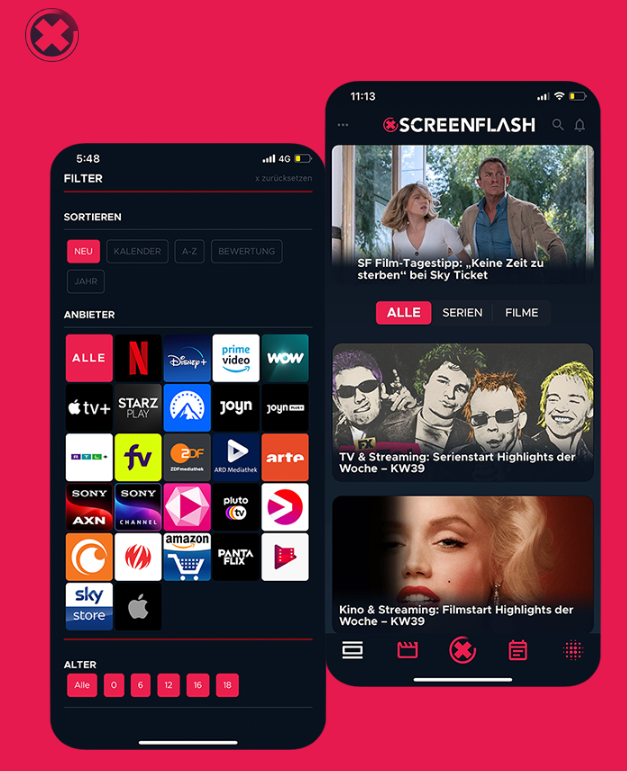 5:48
4G
FILTER
x zurücksetzen
SORTIEREN
NEU
KALENDER
A-Z
BEWERTUNG
JAHR
ANBIETER
ALLE
N
Disney+
prime video
wow
tv+
STARZ PLAY
joyn
joyn
RTL+
fv
ZDF
ZDFmediathek
ARD Mediathek
arte
SONY AXN
SONY CHANNEL
pluto tv
amazon
PANTA FLIX
sky store
ALTER
Alle
0
6
12
16
18
11:13
SCREENFLASH
SF Film-Tagestipp: „Keine Zeit zu
sterben“ bei Sky Ticket
ALLE
SERIEN
FILME
TV & Streaming: Serienstart Highlights der
Woche – KW39
Kino & Streaming: Filmstart Highlights der
Woche – KW39